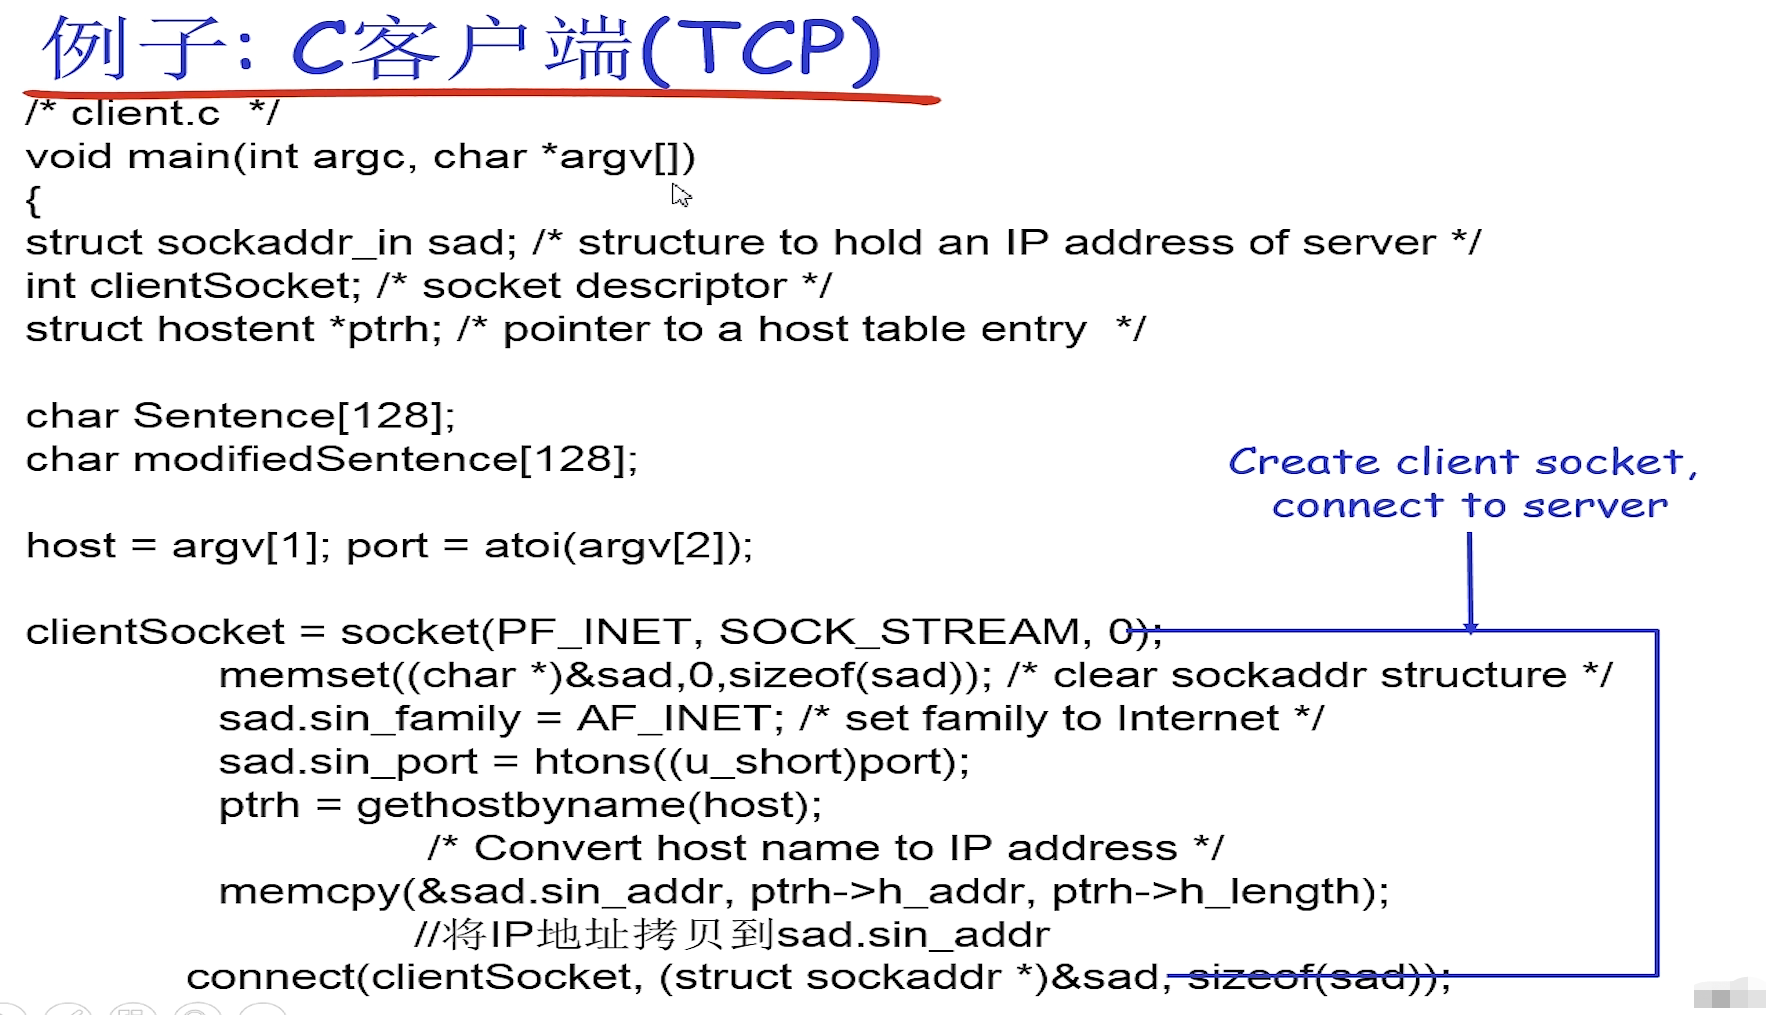 例子: C客户端(TCP)
/* client.c  */
void main(int argc, char *argv[])
{
struct sockaddr_in sad; /* structure to hold an IP address of server */
int clientSocket; /* socket descriptor */
struct hostent *ptrh; /* pointer to a host table entry  */
char Sentence[128];
char modifiedSentence[128];
Create client socket,
connect to server
host = argv[1]; port = atoi(argv[2]);
clientSocket = socket(PF_INET, SOCK_STREAM, 0);
memset((char *)&sad,0,sizeof(sad)); /* clear sockaddr structure */
sad.sin_family = AF_INET; /* set family to Internet */
sad.sin_port = htons((u_short)port);
ptrh = gethostbyname(host);
/* Convert host name to IP address */
memcpy(&sad.sin_addr, ptrh->h_addr, ptrh->h_length);
//将IP地址拷贝到sad.sin_addr
connect(clientSocket, (struct sockaddr *)&sad, sizeof(sad));